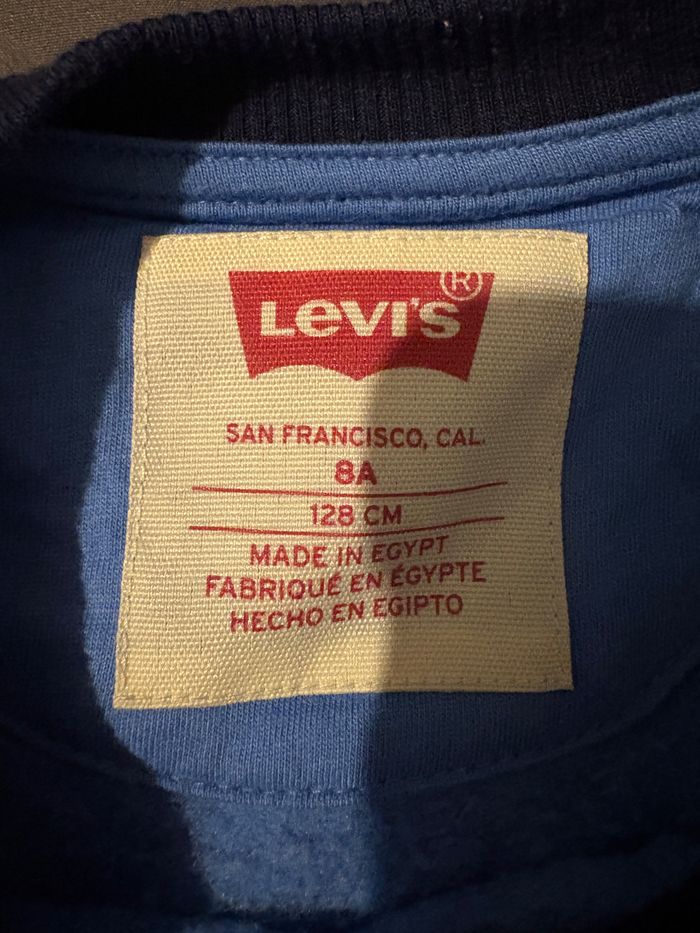 Levi's®
SAN FRANCISCO, CAL.
8A
128 CM
MADE IN EGYPT
FABRIQUÉ EN ÉGYPTE
HECHO EN EGIPTO